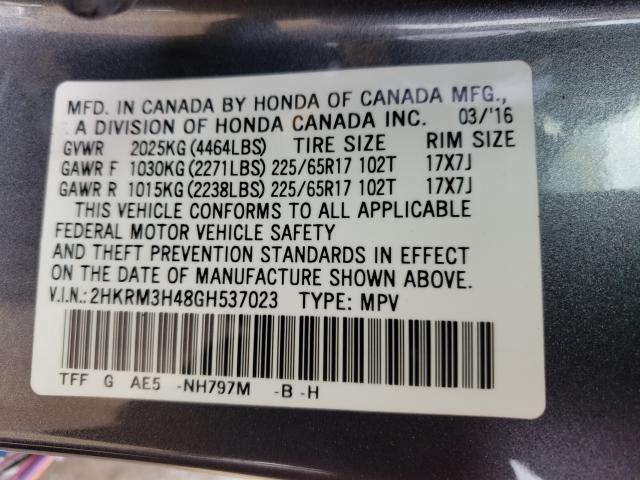 MFD. IN CANADA BY HONDA OF CANADA MFG.,
A DIVISION OF HONDA CANADA INC. 03/'16
GVWR 2025KG(4464LBS) TIRE SIZE RIM SIZE
GAWR F 1030KG(2271LBS) 225/65R17 102T 17X7J
GAWR R 1015KG(2238LBS) 225/65R17 102T 17X7J
THIS VEHICLE CONFORMS TO ALL APPLICABLE
FEDERAL MOTOR VEHICLE SAFETY
AND THEFT PREVENTION STANDARDS IN EFFECT
ON THE DATE OF MANUFACTURE SHOWN ABOVE.
V.I.N.:2HKRM3H48GH537023 TYPE: MPV
TFF G AE5 -NH797M -B -H